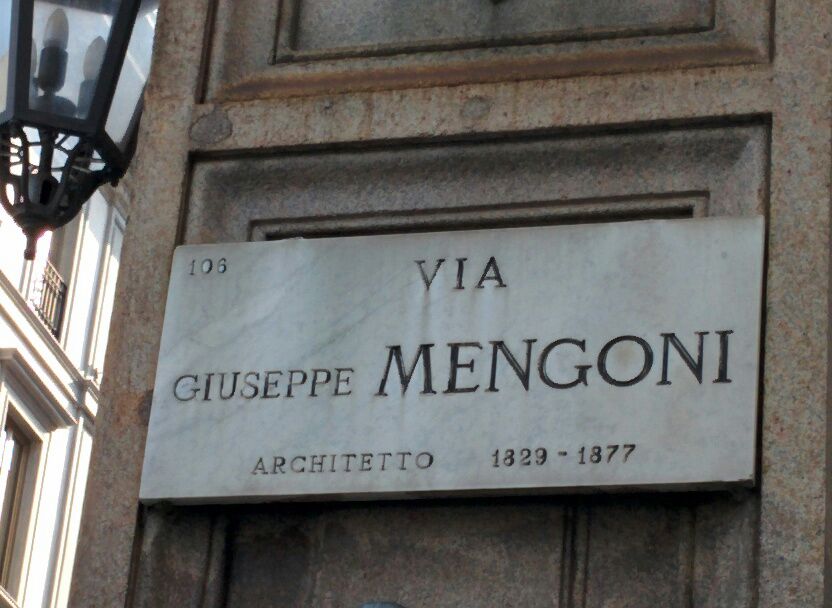 106
VIA
GIUSEPPE MENGONI
ARCHITETTO 1829-1877